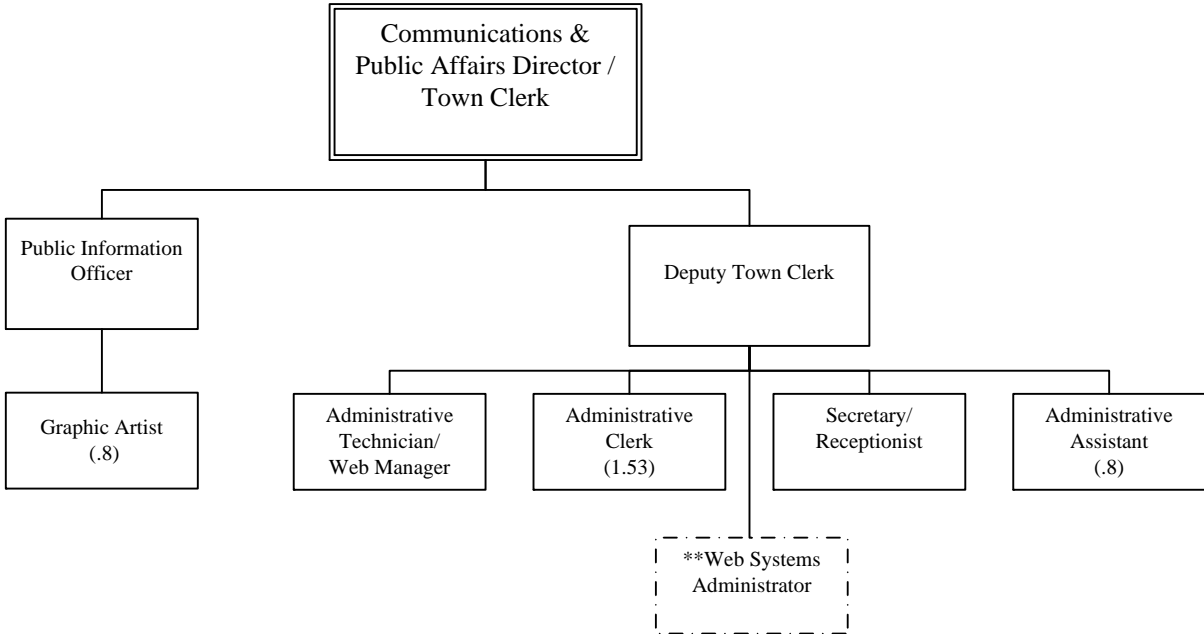 Communications &
Public Affairs Director /
Town Clerk
Public Information
Officer
Deputy Town Clerk
Graphic Artist
(.8)
Administrative
Technician/
Web Manager
Administrative
Clerk
(1.53)
Secretary/
Receptionist
Administrative
Assistant
(.8)
**Web Systems
Administrator